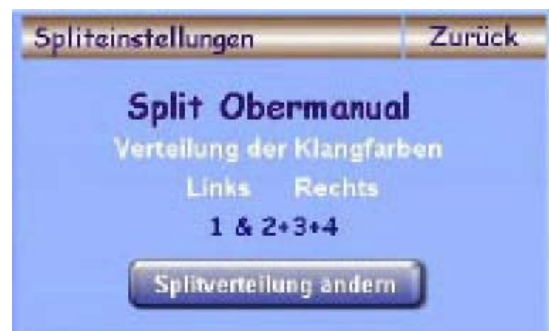 Spliteinstellungen Zurück
Split Obermanual
Verteilung der Klangfarben
Links Rechts
1 & 2+3+4
Splitverteilung ändern